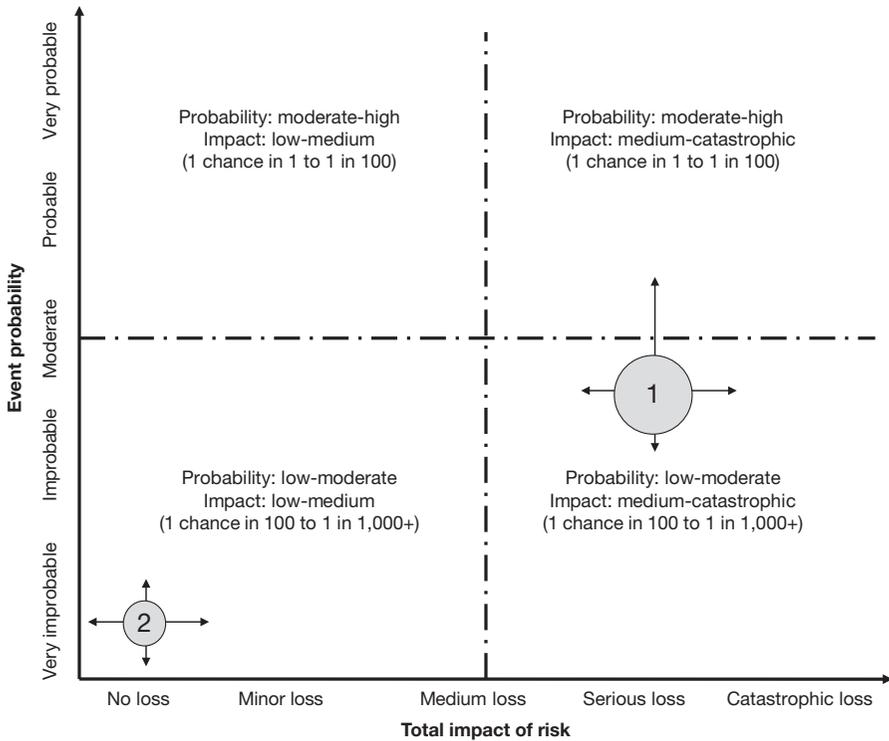 Very probable
Probable
Moderate
Improbable
Very improbable
Event probability
Probability: moderate-high
Impact: low-medium
(1 chance in 1 to 1 in 100)
Probability: moderate-high
Impact: medium-catastrophic
(1 chance in 1 to 1 in 100)
1
Probability: low-moderate
Impact: low-medium
(1 chance in 100 to 1 in 1,000+)
Probability: low-moderate
Impact: medium-catastrophic
(1 chance in 100 to 1 in 1,000+)
2
No loss
Minor loss
Medium loss
Serious loss
Catastrophic loss
Total impact of risk